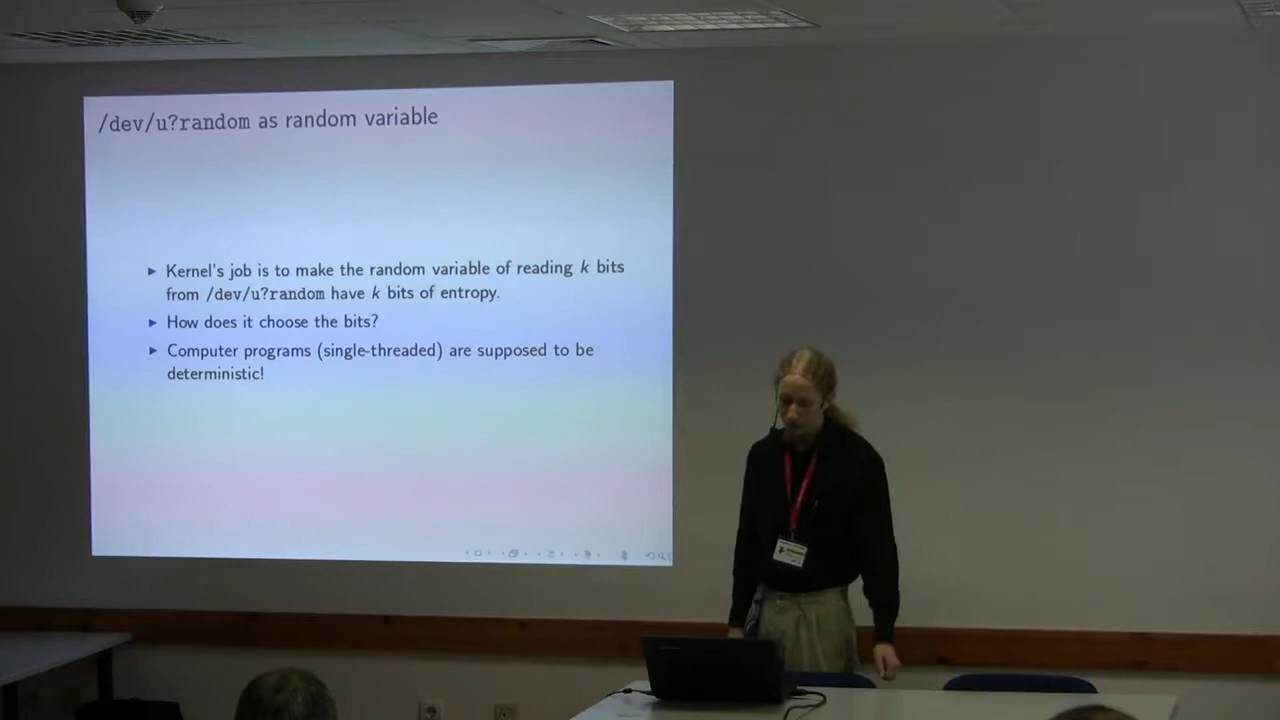 /dev/u?random as random variable
► Kernel's job is to make the random variable of reading k bits
from /dev/u?random have k bits of entropy.
► How does it choose the bits?
► Computer programs (single-threaded) are supposed to be
deterministic!